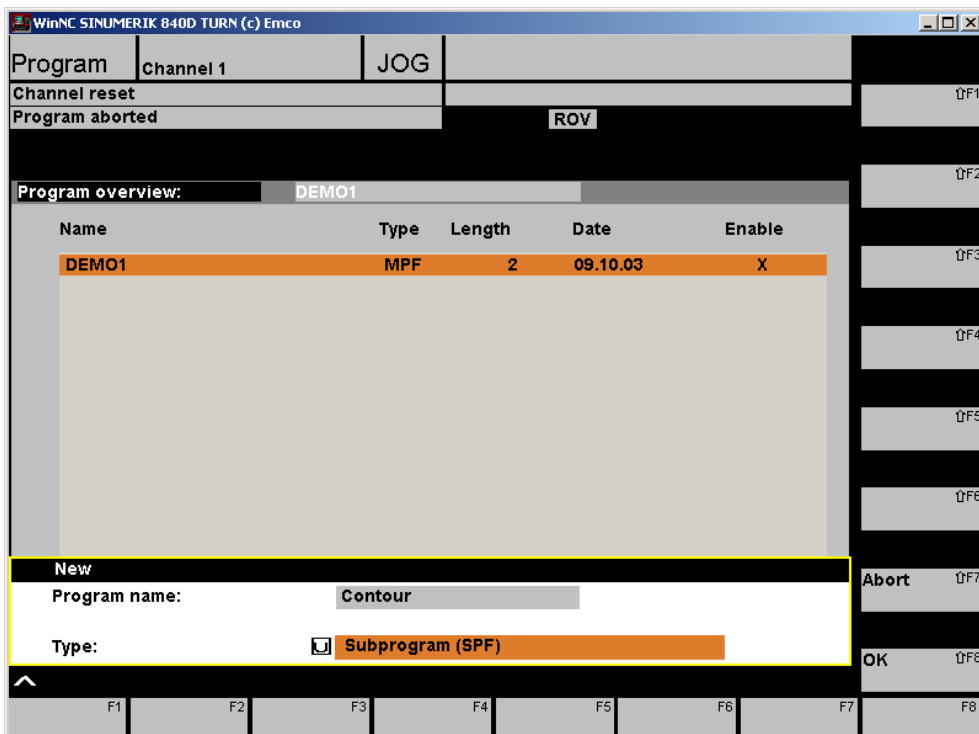 WinNC SINUMERIK 840D TURN (c) Emco
Program Channel 1 JOG
Channel reset
⇧F1
Program aborted ROV
⇧F2
Program overview: DEMO1
Name Type Length Date Enable
⇧F3
DEMO1 MPF 2 09.10.03 X
⇧F4
⇧F5
⇧F6
New
Abort ⇧F7
Program name: Contour
Type: Subprogram (SPF)
OK ⇧F8
F1 F2 F3 F4 F5 F6 F7 F8